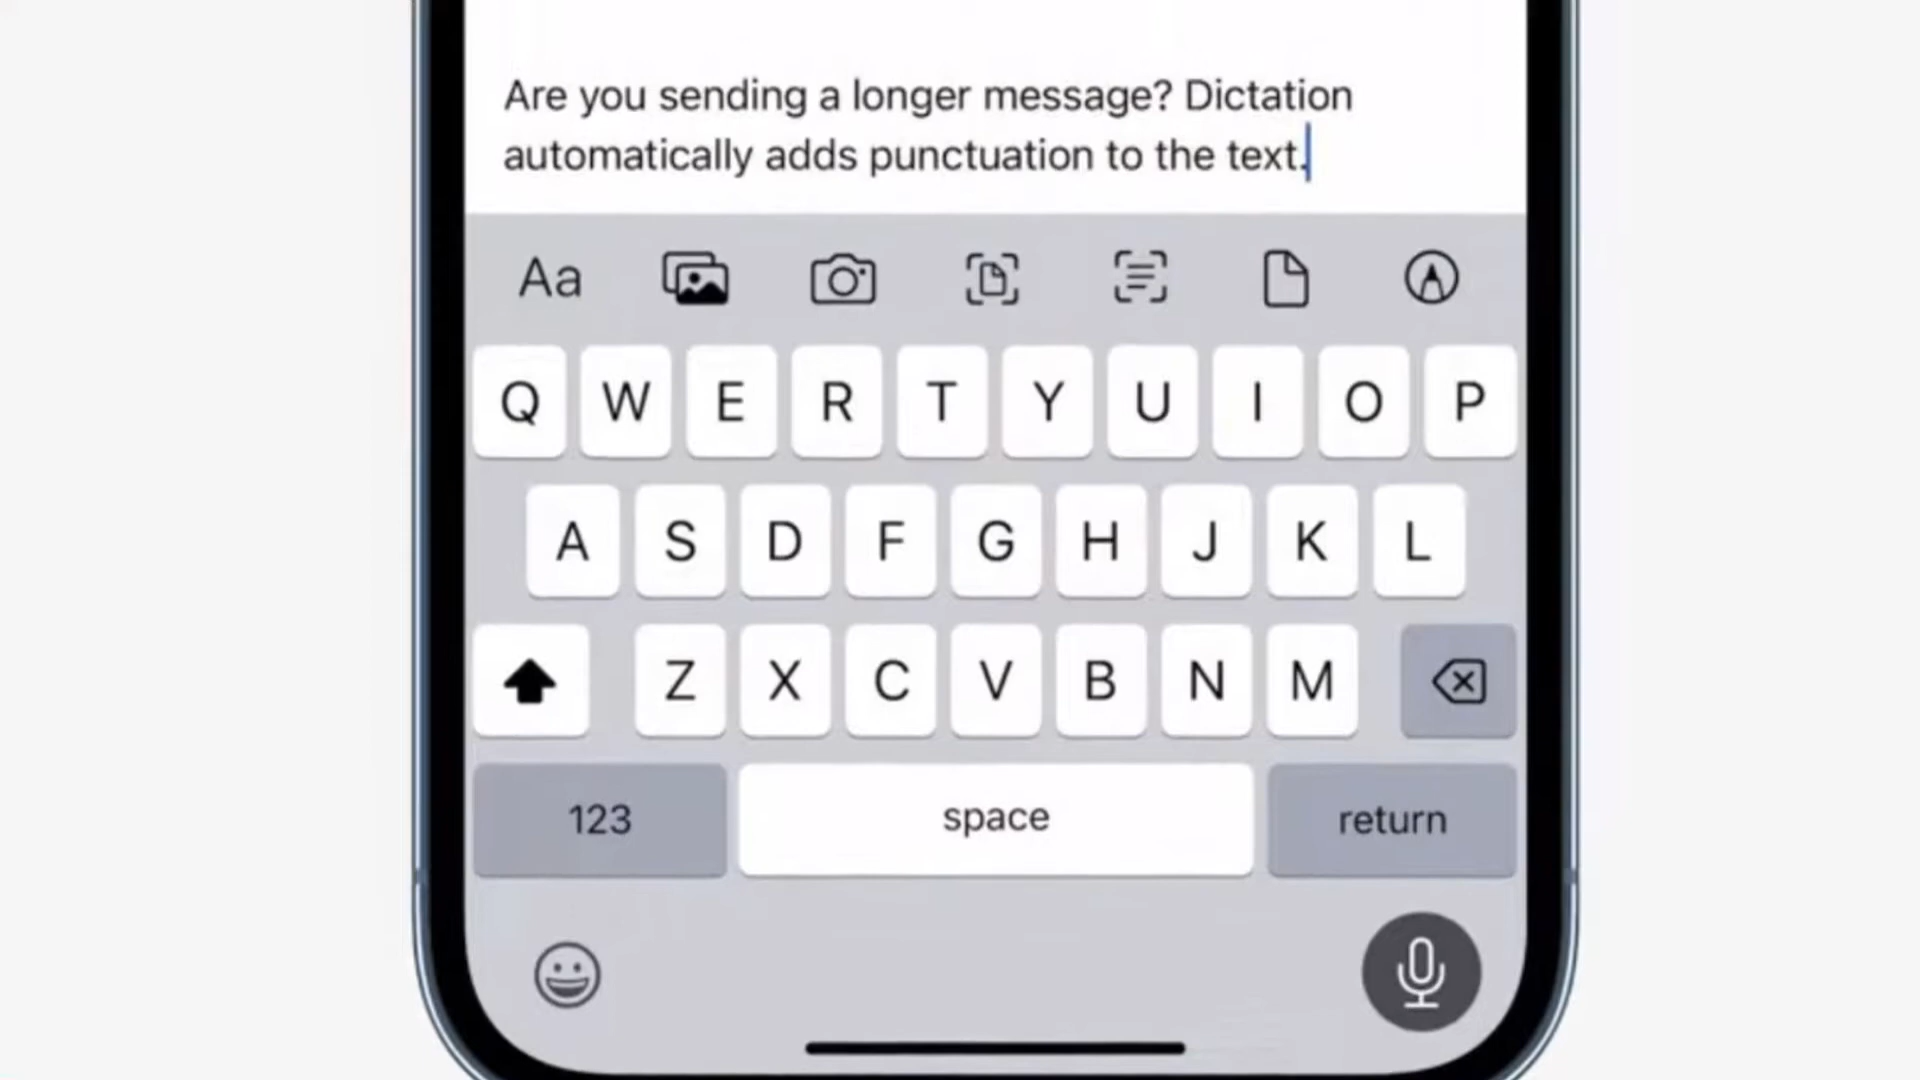 Are you sending a longer message? Dictation
automatically adds punctuation to the text.
Aa
Q W E R T Y U I O P
A S D F G H J K L
Z X C V B N M
123 space return